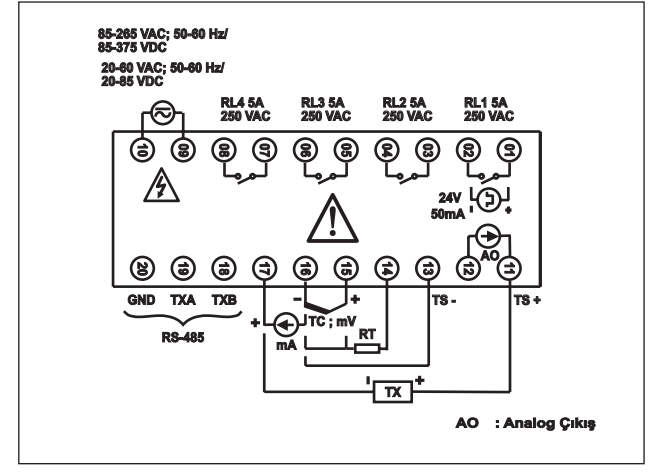 85-265 VAC; 50-60 Hz/
85-375 VDC
20-60 VAC; 50-60 Hz/
20-85 VDC
RL4 5A
250 VAC
RL3 5A
250 VAC
RL2 5A
250 VAC
RL1 5A
250 VAC
10 09 08 07 06 05 04 03 02 01
24V
50mA
- +
AO
20 19 18 17 16 15 14 13 12 11
GND TXA TXB
RS-485
- +
TS - TS +
+
TC ; mV
mA
RT
- +
TX
AO : Analog Çıkış